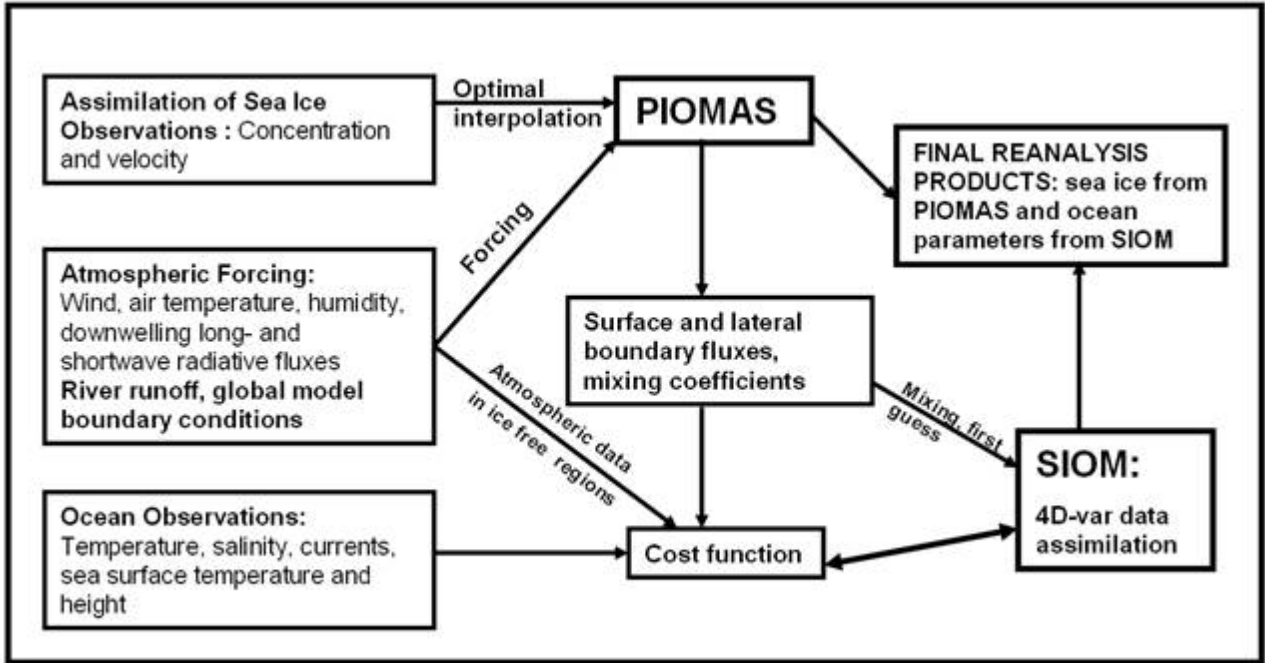 Assimilation of Sea Ice
Observations : Concentration
and velocity
Optimal
interpolation
PIOMAS
FINAL REANALYSIS
PRODUCTS: sea ice from
PIOMAS and ocean
parameters from SIOM
Forcing
Atmospheric Forcing:
Wind, air temperature, humidity,
downwelling long- and
shortwave radiative fluxes
River runoff, global model
boundary conditions
Surface and lateral
boundary fluxes,
mixing coefficients
Atmospheric data
in ice free regions
Mixing, first
guess
SIOM:
4D-var data
assimilation
Ocean Observations:
Temperature, salinity, currents,
sea surface temperature and
height
Cost function